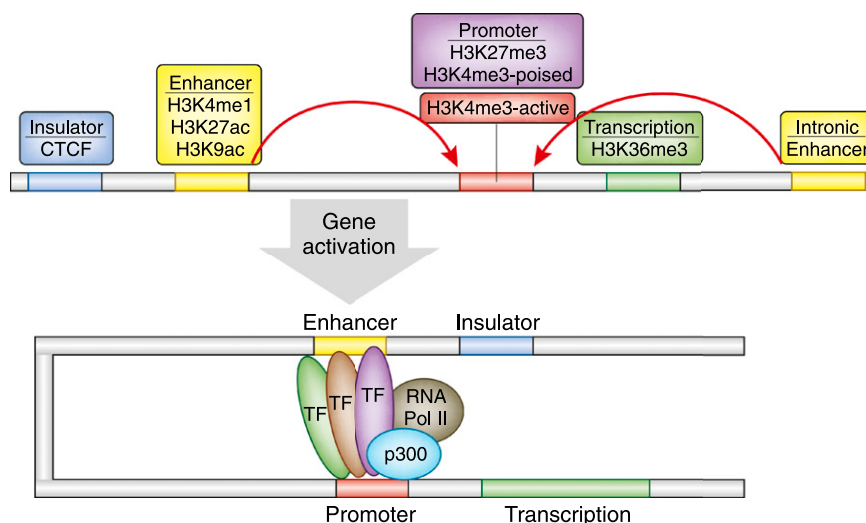 Promoter
H3K27me3
H3K4me3-poised
Enhancer
H3K4me1
H3K27ac
H3K9ac
H3K4me3-active
Insulator
CTCF
Transcription
H3K36me3
Intronic
Enhancer
Gene
activation
Enhancer
Insulator
TF
TF
TF
RNA
Pol II
p300
Promoter
Transcription